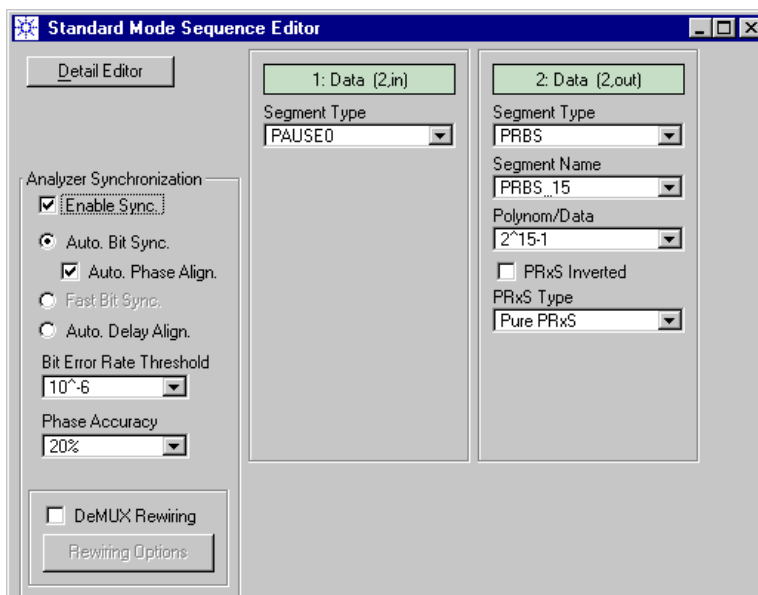 Standard Mode Sequence Editor
Detail Editor
Analyzer Synchronization
Enable Sync.
Auto. Bit Sync.
Auto. Phase Align.
Fast Bit Sync.
Auto. Delay Align.
Bit Error Rate Threshold
10^-6
Phase Accuracy
20%
DeMUX Rewiring
Rewiring Options
1: Data (2,in)
Segment Type
PAUSE0
2: Data (2,out)
Segment Type
PRBS
Segment Name
PRBS_15
Polynom/Data
2^15-1
PRxS Inverted
PRxS Type
Pure PRxS